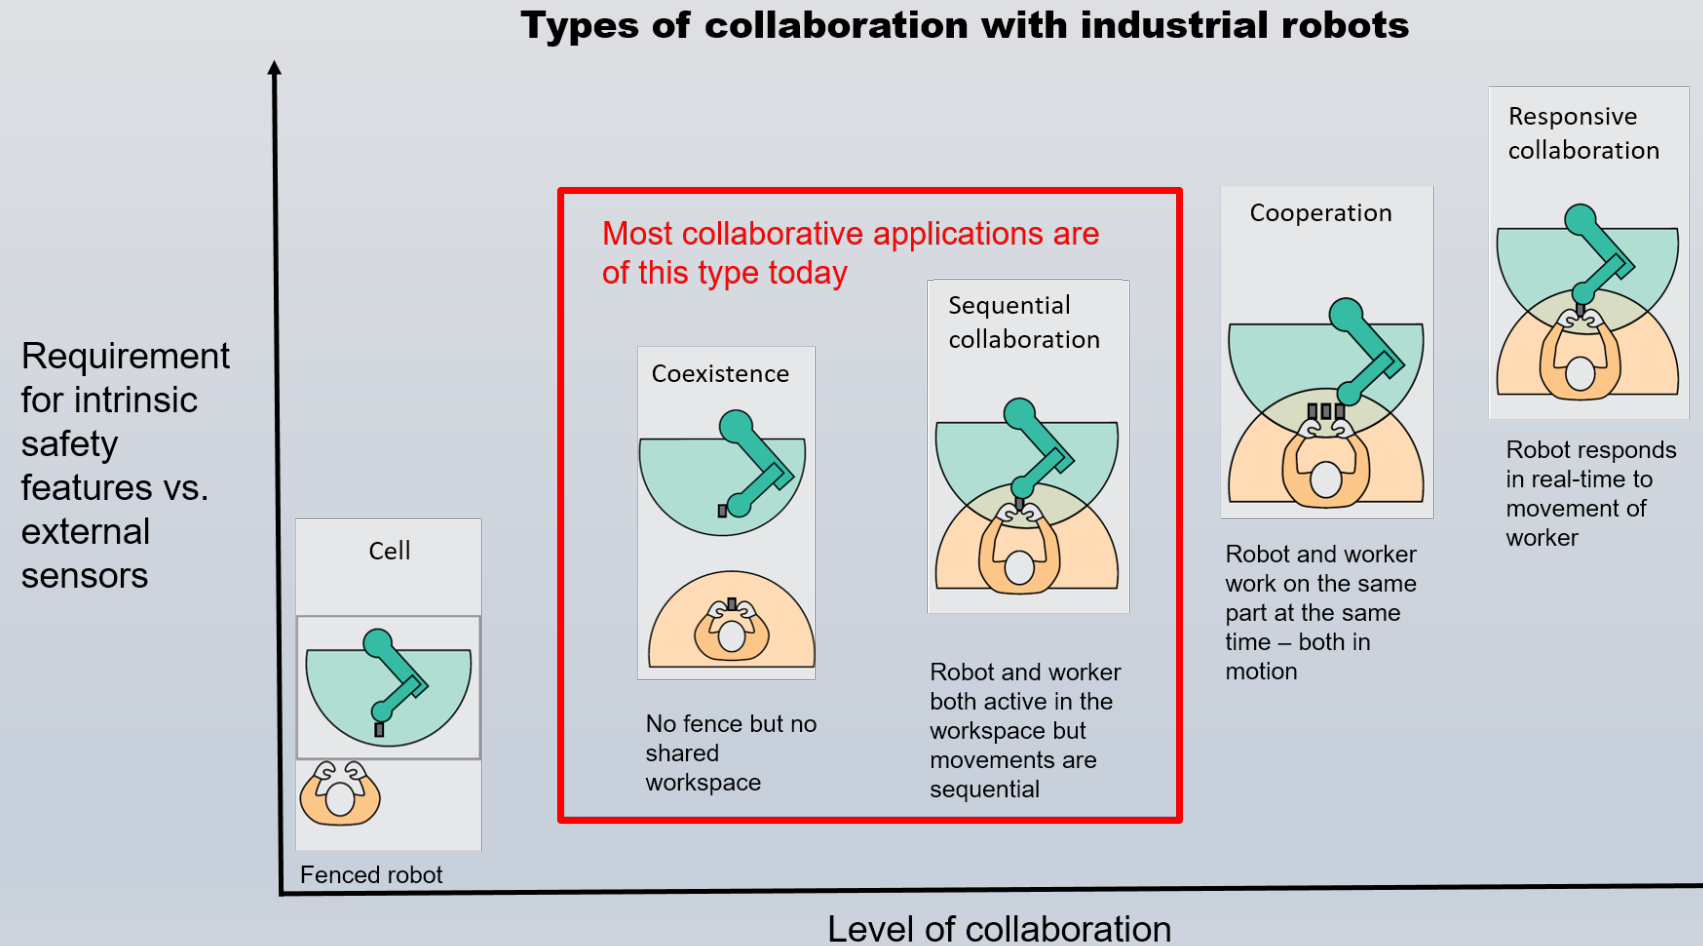 Types of collaboration with industrial robots
Requirement
for intrinsic
safety
features vs.
external
sensors
Cell
Fenced robot
Most collaborative applications are
of this type today
Coexistence
No fence but no
shared
workspace
Sequential
collaboration
Robot and worker
both active in the
workspace but
movements are
sequential
Cooperation
Robot and worker
work on the same
part at the same
time – both in
motion
Responsive
collaboration
Robot responds
in real-time to
movement of
worker
Level of collaboration